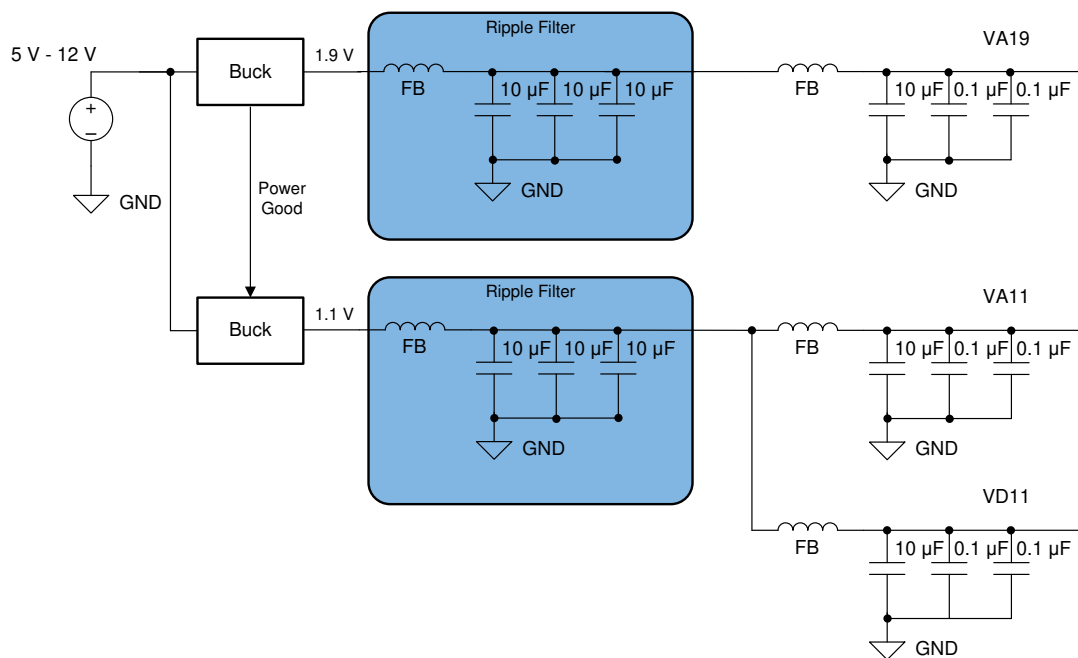 Ripple Filter
VA19
5 V - 12 V
Buck
1.9 V
FB
10 µF 10 µF 10 µF
FB
10 µF 0.1 µF 0.1 µF
+
−
GND
Power
Good
GND
GND
Ripple Filter
VA11
Buck
1.1 V
FB
10 µF 10 µF 10 µF
FB
10 µF 0.1 µF 0.1 µF
GND
GND
VD11
FB
10 µF 0.1 µF 0.1 µF
GND